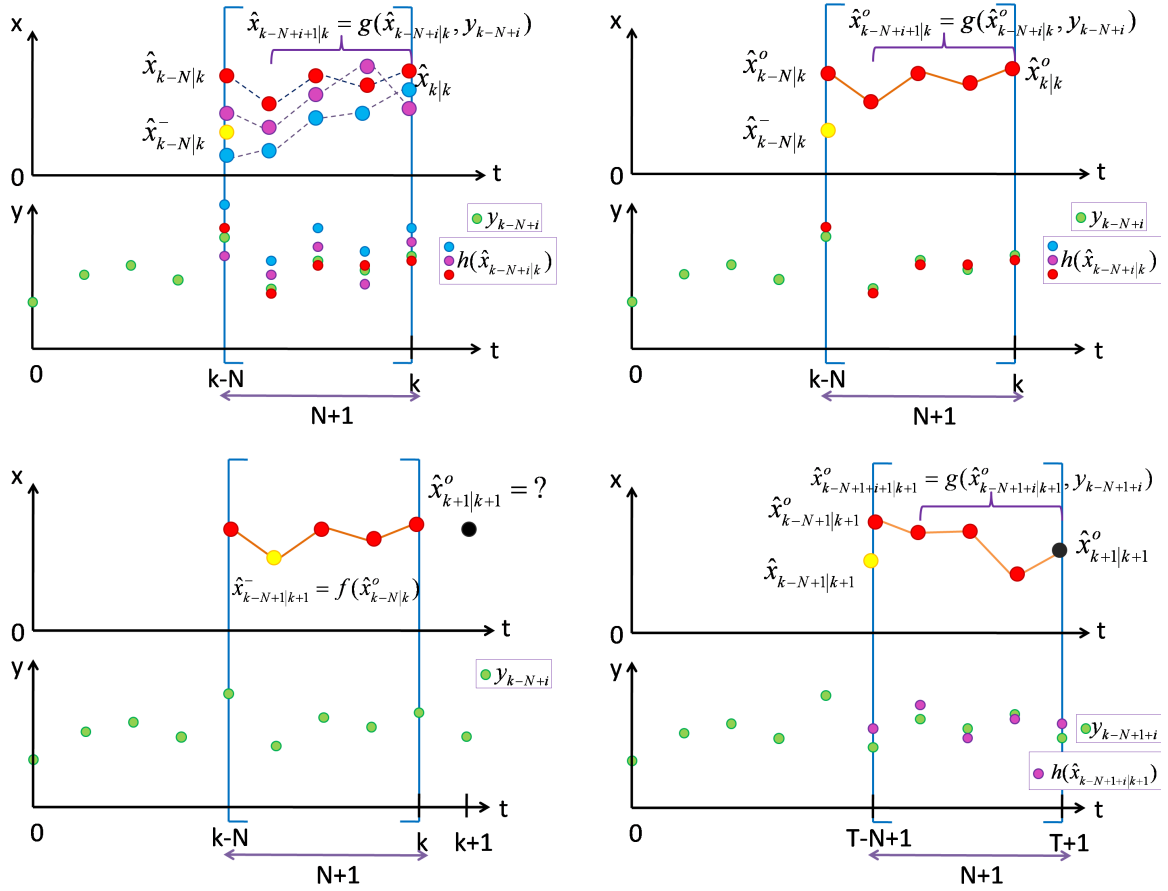 x
x̂_{k−N+i+1|k} = g(x̂_{k−N+i|k}, y_{k−N+i})
x̂_{k−N|k}
x̂_{k|k}
x̂⁻_{k−N|k}
0
t
y
y_{k−N+i}
h(x̂_{k−N+i|k})
t
0
k-N
k
N+1
x
x̂ᵒ_{k−N+i+1|k} = g(x̂ᵒ_{k−N+i|k}, y_{k−N+i})
x̂ᵒ_{k−N|k}
x̂ᵒ_{k|k}
x̂⁻_{k−N|k}
0
t
y
y_{k−N+i}
h(x̂_{k−N+i|k})
t
0
k-N
k
N+1
x
x̂ᵒ_{k+1|k+1} = ?
x̂⁻_{k−N+1|k+1} = f(x̂ᵒ_{k−N|k})
0
t
y
y_{k−N+i}
t
0
k-N
k
k+1
N+1
x
x̂ᵒ_{k−N+1+i+1|k+1} = g(x̂ᵒ_{k−N+1+i|k+1}, y_{k−N+1+i})
x̂ᵒ_{k−N+1|k+1}
x̂ᵒ_{k+1|k+1}
x̂_{k−N+1|k+1}
0
t
y
y_{k−N+1+i}
h(x̂_{k−N+1+i|k+1})
t
0
T-N+1
T+1
N+1